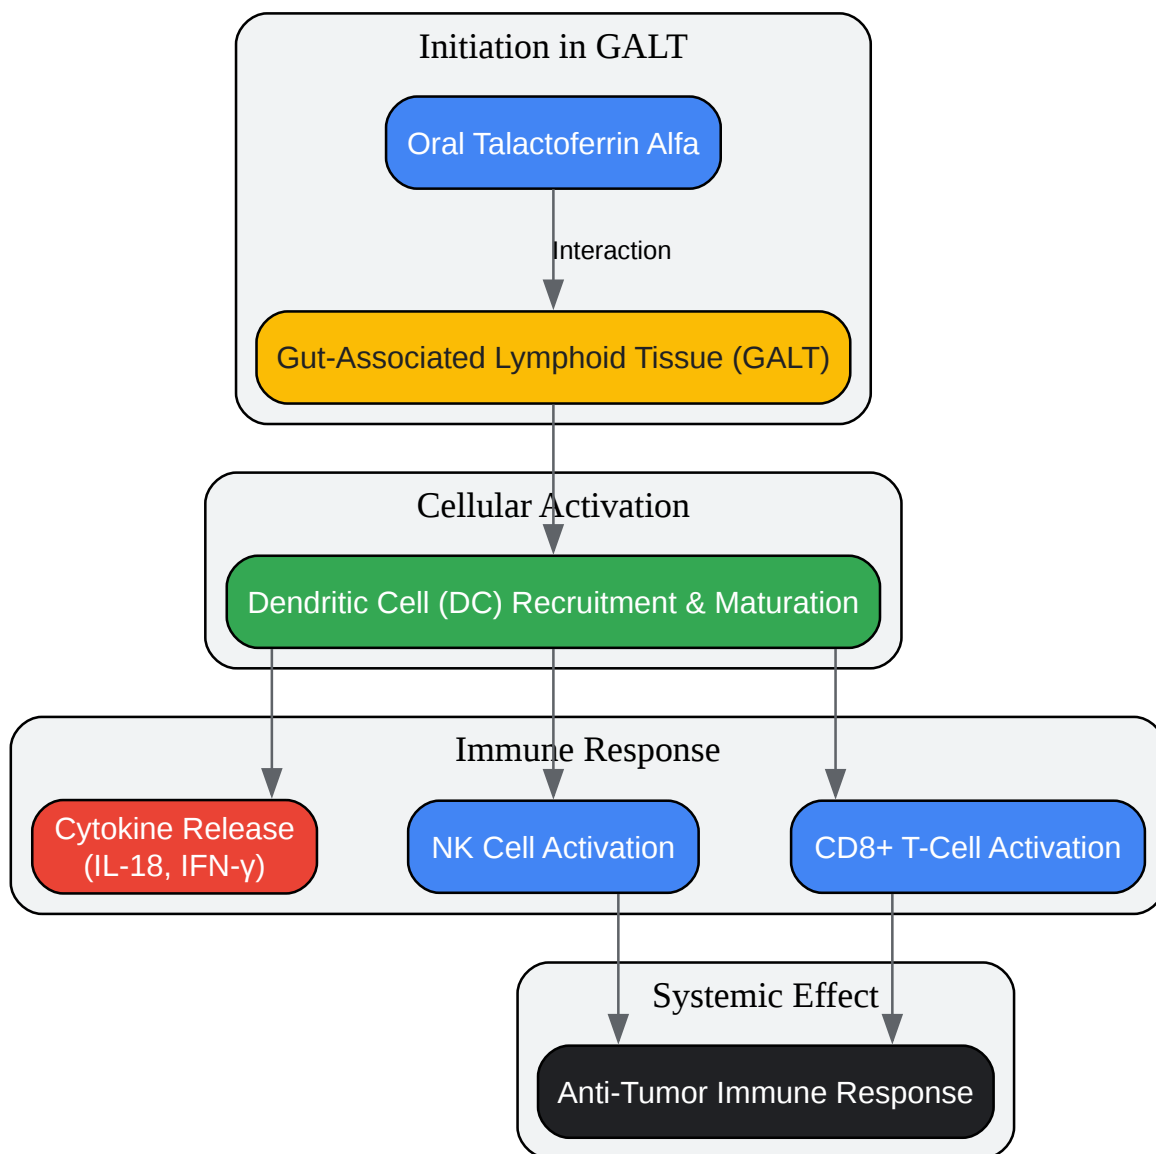 Initiation in GALT
Oral Talactoferrin Alfa
Interaction
Gut-Associated Lymphoid Tissue (GALT)
Cellular Activation
Dendritic Cell (DC) Recruitment & Maturation
Immune Response
Cytokine Release
(IL-18, IFN-γ)
NK Cell Activation
CD8+ T-Cell Activation
Systemic Effect
Anti-Tumor Immune Response